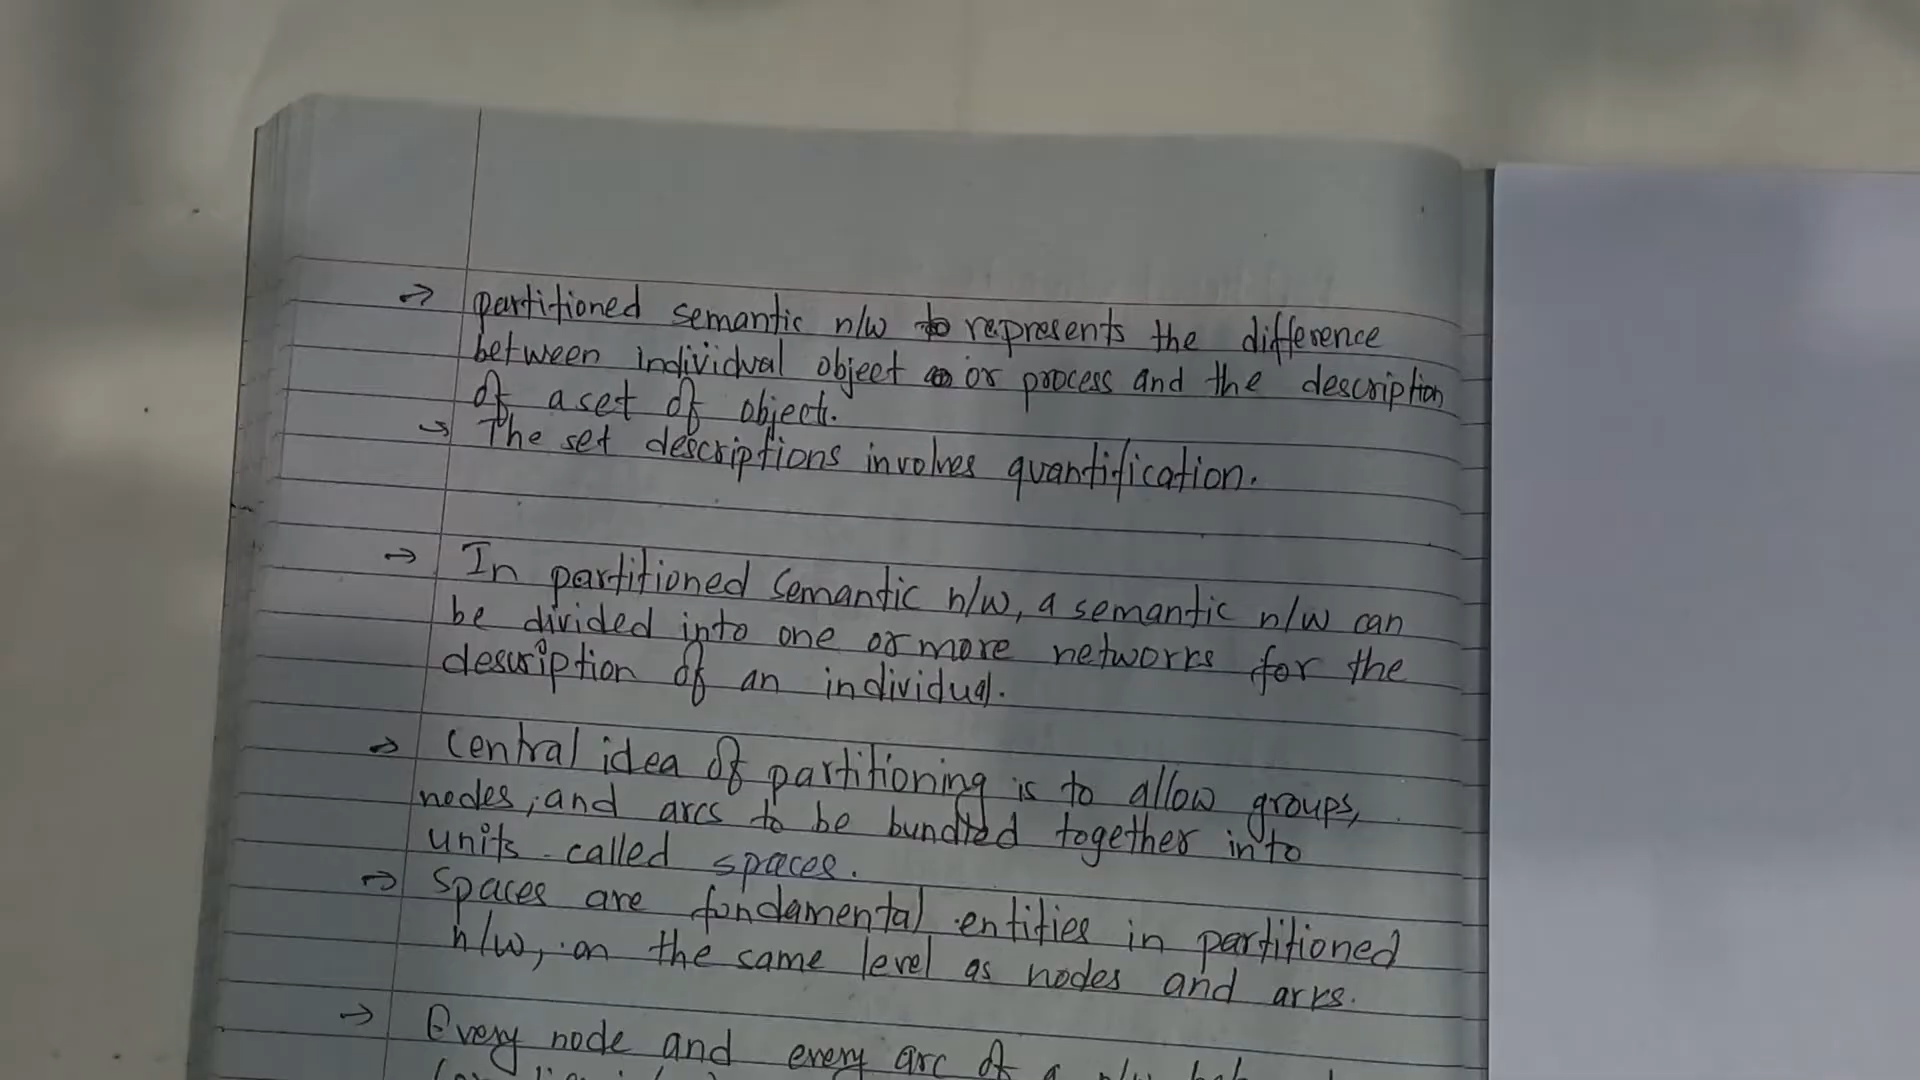 → partitioned semantic n/w represents the difference
between individual object or process and the description
of a set of object.
→ The set descriptions involves quantification.
→ In partitioned semantic n/w, a semantic n/w can
be divided into one or more networks for the
description of an individual.
→ Central idea of partitioning is to allow groups,
nodes, and arcs to be bundled together into
units called spaces.
→ Spaces are fondamental entities in partitioned
n/w, on the same level as nodes and arks.
→ Every node and every arc of a n/w